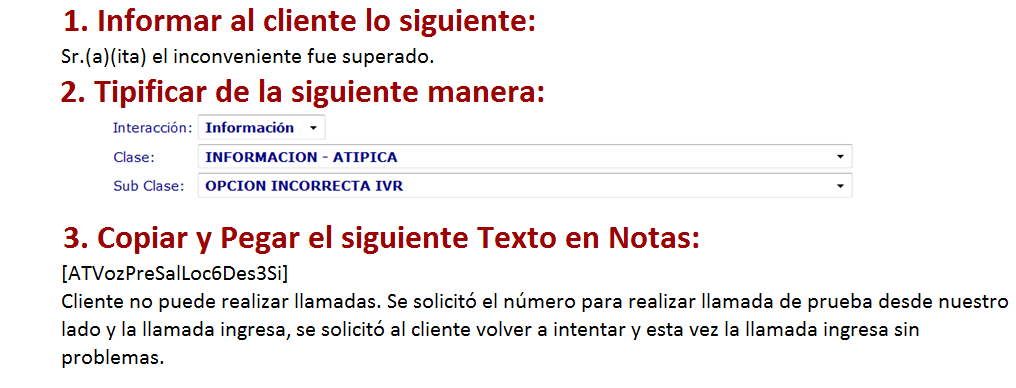 1. Informar al cliente lo siguiente:
Sr.(a)(ita) el inconveniente fue superado.
2. Tipificar de la siguiente manera:
Interacción: Información
Clase: INFORMACION - ATIPICA
Sub Clase: OPCION INCORRECTA IVR
3. Copiar y Pegar el siguiente Texto en Notas:
[ATVozPreSalLoc6Des3Si]
Cliente no puede realizar llamadas. Se solicitó el número para realizar llamada de prueba desde nuestro
lado y la llamada ingresa, se solicitó al cliente volver a intentar y esta vez la llamada ingresa sin
problemas.